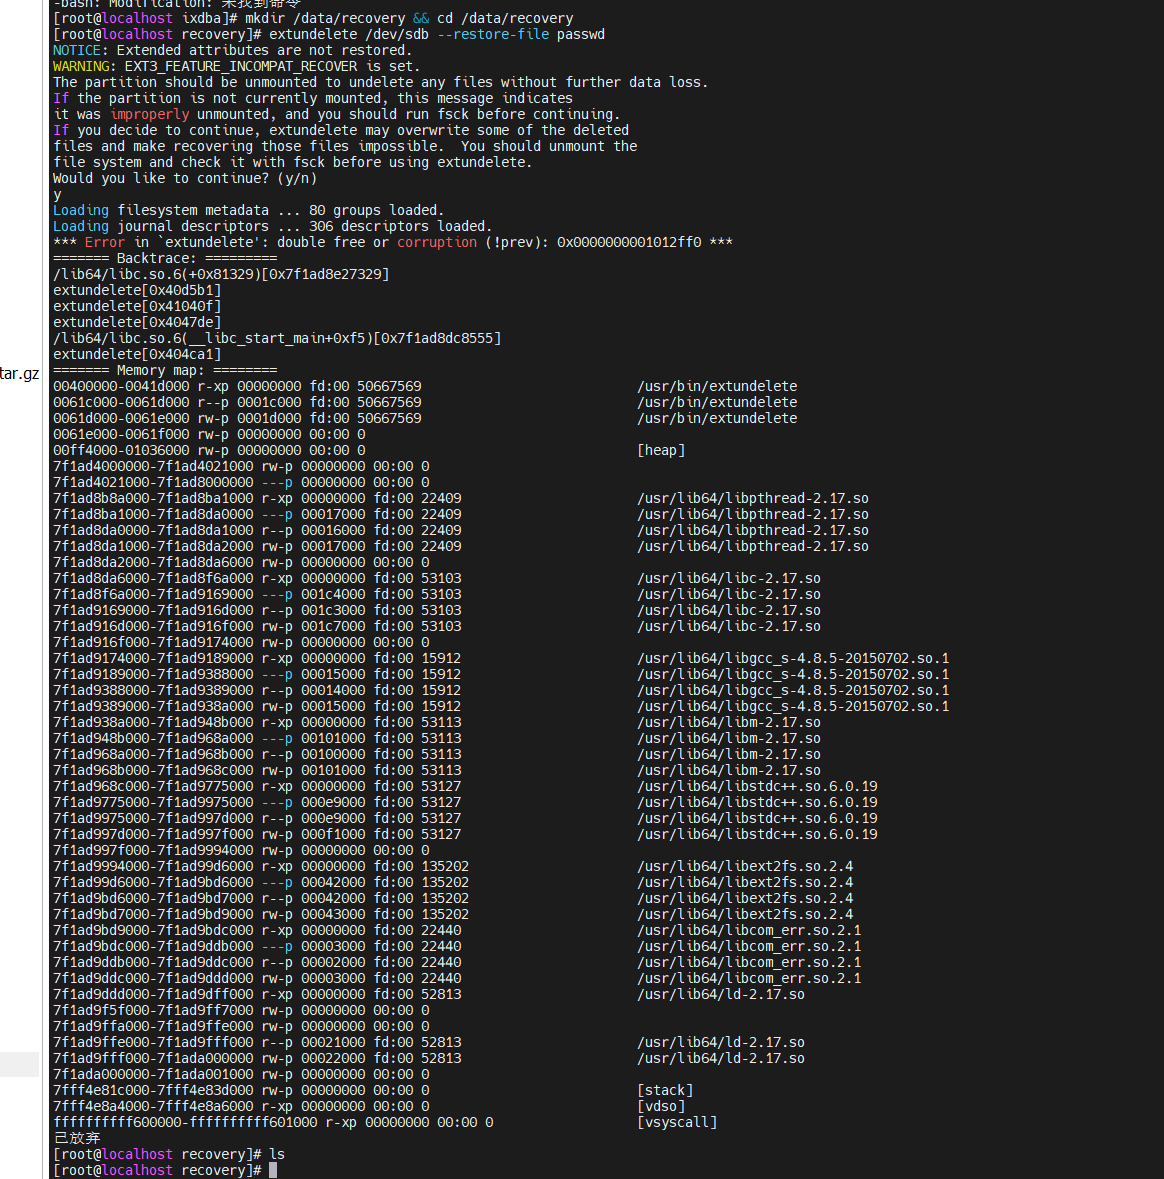 -bash: Modification: 未找到命令
[root@localhost ixdba]# mkdir /data/recovery && cd /data/recovery
[root@localhost recovery]# extundelete /dev/sdb --restore-file passwd
NOTICE: Extended attributes are not restored.
WARNING: EXT3_FEATURE_INCOMPAT_RECOVER is set.
The partition should be unmounted to undelete any files without further data loss.
If the partition is not currently mounted, this message indicates
it was improperly unmounted, and you should run fsck before continuing.
If you decide to continue, extundelete may overwrite some of the deleted
files and make recovering those files impossible.  You should unmount the
file system and check it with fsck before using extundelete.
Would you like to continue? (y/n)
y
Loading filesystem metadata ... 80 groups loaded.
Loading journal descriptors ... 306 descriptors loaded.
*** Error in `extundelete': double free or corruption (!prev): 0x0000000001012ff0 ***
======= Backtrace: =========
/lib64/libc.so.6(+0x81329)[0x7f1ad8e27329]
extundelete[0x40d5b1]
extundelete[0x41040f]
extundelete[0x4047de]
/lib64/libc.so.6(__libc_start_main+0xf5)[0x7f1ad8dc8555]
extundelete[0x404ca1]
tar.gz
======= Memory map: ========
00400000-0041d000 r-xp 00000000 fd:00 50667569 /usr/bin/extundelete
0061c000-0061d000 r--p 0001c000 fd:00 50667569 /usr/bin/extundelete
0061d000-0061e000 rw-p 0001d000 fd:00 50667569 /usr/bin/extundelete
0061e000-0061f000 rw-p 00000000 00:00 0
00ff4000-01036000 rw-p 00000000 00:00 0 [heap]
7f1ad4000000-7f1ad4021000 rw-p 00000000 00:00 0
7f1ad4021000-7f1ad8000000 ---p 00000000 00:00 0
7f1ad8b8a000-7f1ad8ba1000 r-xp 00000000 fd:00 22409 /usr/lib64/libpthread-2.17.so
7f1ad8ba1000-7f1ad8da0000 ---p 00017000 fd:00 22409 /usr/lib64/libpthread-2.17.so
7f1ad8da0000-7f1ad8da1000 r--p 00016000 fd:00 22409 /usr/lib64/libpthread-2.17.so
7f1ad8da1000-7f1ad8da2000 rw-p 00017000 fd:00 22409 /usr/lib64/libpthread-2.17.so
7f1ad8da2000-7f1ad8da6000 rw-p 00000000 00:00 0
7f1ad8da6000-7f1ad8f6a000 r-xp 00000000 fd:00 53103 /usr/lib64/libc-2.17.so
7f1ad8f6a000-7f1ad9169000 ---p 001c4000 fd:00 53103 /usr/lib64/libc-2.17.so
7f1ad9169000-7f1ad916d000 r--p 001c3000 fd:00 53103 /usr/lib64/libc-2.17.so
7f1ad916d000-7f1ad916f000 rw-p 001c7000 fd:00 53103 /usr/lib64/libc-2.17.so
7f1ad916f000-7f1ad9174000 rw-p 00000000 00:00 0
7f1ad9174000-7f1ad9189000 r-xp 00000000 fd:00 15912 /usr/lib64/libgcc_s-4.8.5-20150702.so.1
7f1ad9189000-7f1ad9388000 ---p 00015000 fd:00 15912 /usr/lib64/libgcc_s-4.8.5-20150702.so.1
7f1ad9388000-7f1ad9389000 r--p 00014000 fd:00 15912 /usr/lib64/libgcc_s-4.8.5-20150702.so.1
7f1ad9389000-7f1ad938a000 rw-p 00015000 fd:00 15912 /usr/lib64/libgcc_s-4.8.5-20150702.so.1
7f1ad938a000-7f1ad948b000 r-xp 00000000 fd:00 53113 /usr/lib64/libm-2.17.so
7f1ad948b000-7f1ad968a000 ---p 00101000 fd:00 53113 /usr/lib64/libm-2.17.so
7f1ad968a000-7f1ad968b000 r--p 00100000 fd:00 53113 /usr/lib64/libm-2.17.so
7f1ad968b000-7f1ad968c000 rw-p 00101000 fd:00 53113 /usr/lib64/libm-2.17.so
7f1ad968c000-7f1ad9775000 r-xp 00000000 fd:00 53127 /usr/lib64/libstdc++.so.6.0.19
7f1ad9775000-7f1ad9975000 ---p 000e9000 fd:00 53127 /usr/lib64/libstdc++.so.6.0.19
7f1ad9975000-7f1ad997d000 r--p 000e9000 fd:00 53127 /usr/lib64/libstdc++.so.6.0.19
7f1ad997d000-7f1ad997f000 rw-p 000f1000 fd:00 53127 /usr/lib64/libstdc++.so.6.0.19
7f1ad997f000-7f1ad9994000 rw-p 00000000 00:00 0
7f1ad9994000-7f1ad99d6000 r-xp 00000000 fd:00 135202 /usr/lib64/libext2fs.so.2.4
7f1ad99d6000-7f1ad9bd6000 ---p 00042000 fd:00 135202 /usr/lib64/libext2fs.so.2.4
7f1ad9bd6000-7f1ad9bd7000 r--p 00042000 fd:00 135202 /usr/lib64/libext2fs.so.2.4
7f1ad9bd7000-7f1ad9bd9000 rw-p 00043000 fd:00 135202 /usr/lib64/libext2fs.so.2.4
7f1ad9bd9000-7f1ad9bdc000 r-xp 00000000 fd:00 22440 /usr/lib64/libcom_err.so.2.1
7f1ad9bdc000-7f1ad9ddb000 ---p 00003000 fd:00 22440 /usr/lib64/libcom_err.so.2.1
7f1ad9ddb000-7f1ad9ddc000 r--p 00002000 fd:00 22440 /usr/lib64/libcom_err.so.2.1
7f1ad9ddc000-7f1ad9ddd000 rw-p 00003000 fd:00 22440 /usr/lib64/libcom_err.so.2.1
7f1ad9ddd000-7f1ad9dff000 r-xp 00000000 fd:00 52813 /usr/lib64/ld-2.17.so
7f1ad9f5f000-7f1ad9ff7000 rw-p 00000000 00:00 0
7f1ad9ffa000-7f1ad9ffe000 rw-p 00000000 00:00 0
7f1ad9ffe000-7f1ad9fff000 r--p 00021000 fd:00 52813 /usr/lib64/ld-2.17.so
7f1ad9fff000-7f1ada000000 rw-p 00022000 fd:00 52813 /usr/lib64/ld-2.17.so
7f1ada000000-7f1ada001000 rw-p 00000000 00:00 0
7fff4e81c000-7fff4e83d000 rw-p 00000000 00:00 0 [stack]
7fff4e8a4000-7fff4e8a6000 r-xp 00000000 00:00 0 [vdso]
ffffffffff600000-ffffffffff601000 r-xp 00000000 00:00 0 [vsyscall]
已放弃
[root@localhost recovery]# ls
[root@localhost recovery]#